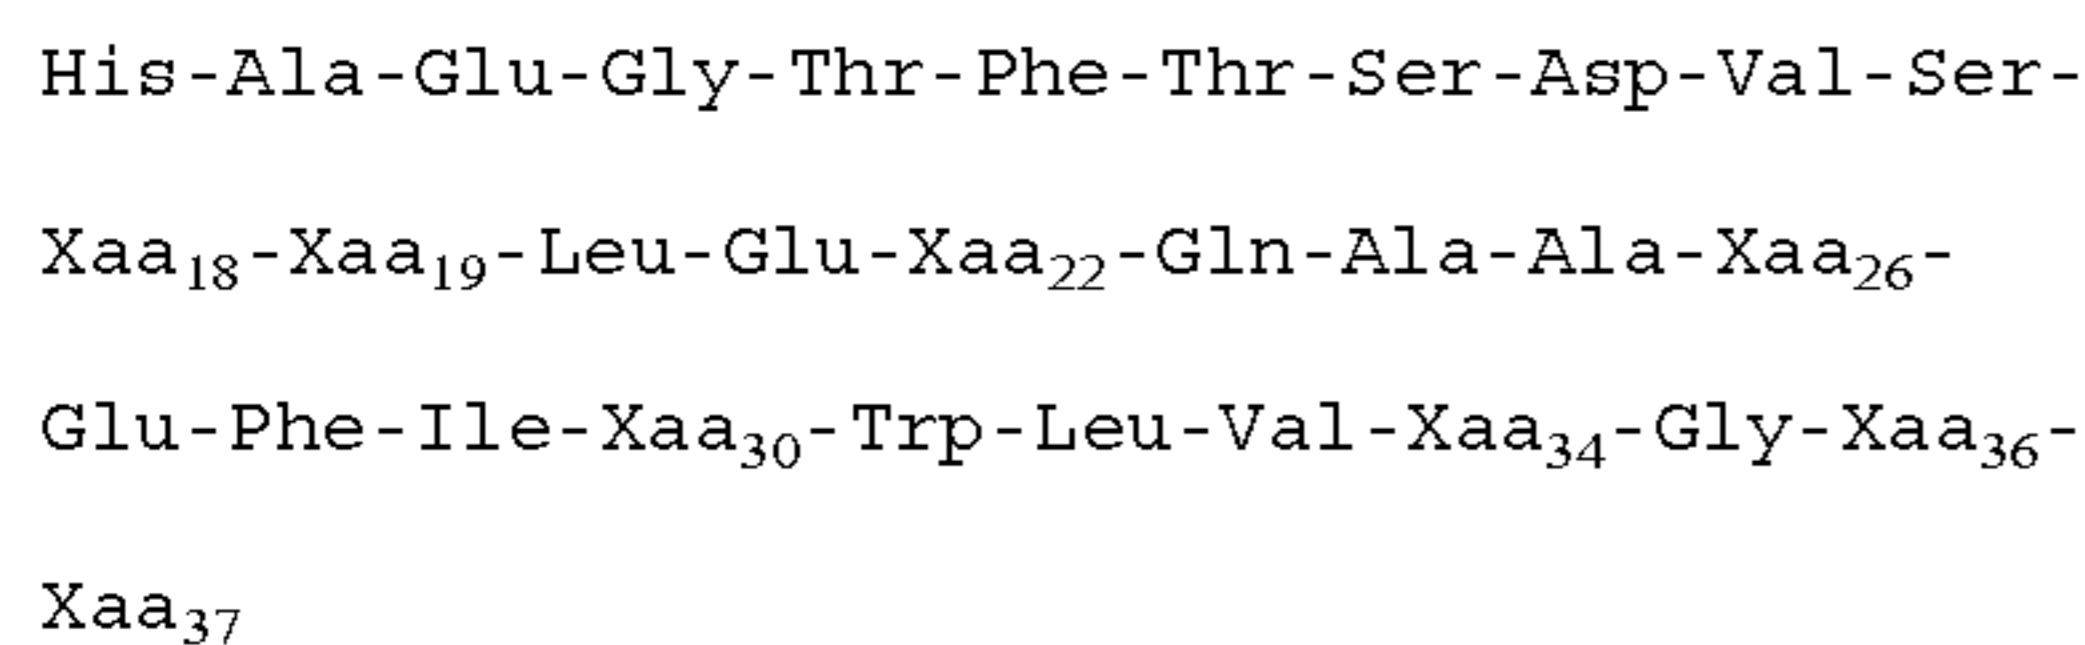 His-Ala-Glu-Gly-Thr-Phe-Thr-Ser-Asp-Val-Ser-
Xaa₁₈-Xaa₁₉-Leu-Glu-Xaa₂₂-Gln-Ala-Ala-Xaa₂₆-
Glu-Phe-Ile-Xaa₃₀-Trp-Leu-Val-Xaa₃₄-Gly-Xaa₃₆-
Xaa₃₇